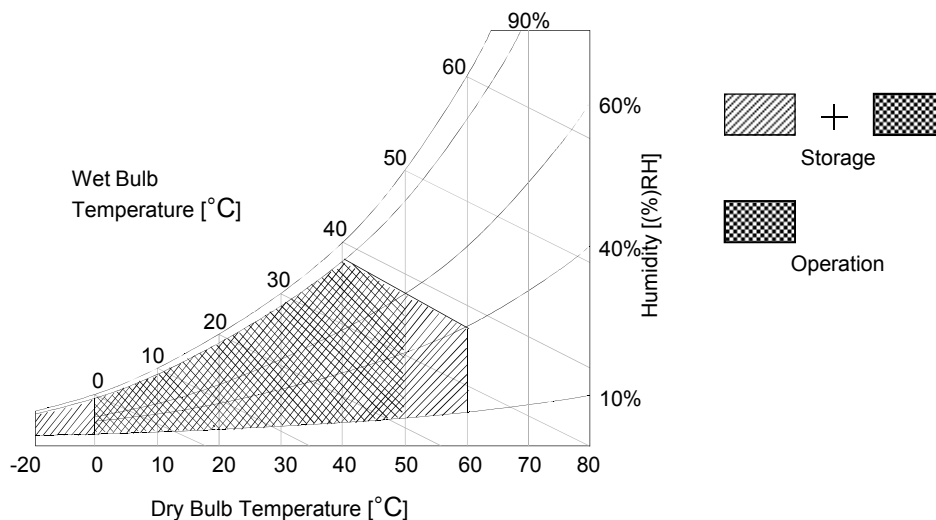 90%
60
60%
50
Wet Bulb
Temperature [°C]
40
40%
30
20
10
0
10%
Humidity [(%)RH]
-20 0 10 20 30 40 50 60 70 80
Dry Bulb Temperature [°C]
+
Storage
Operation